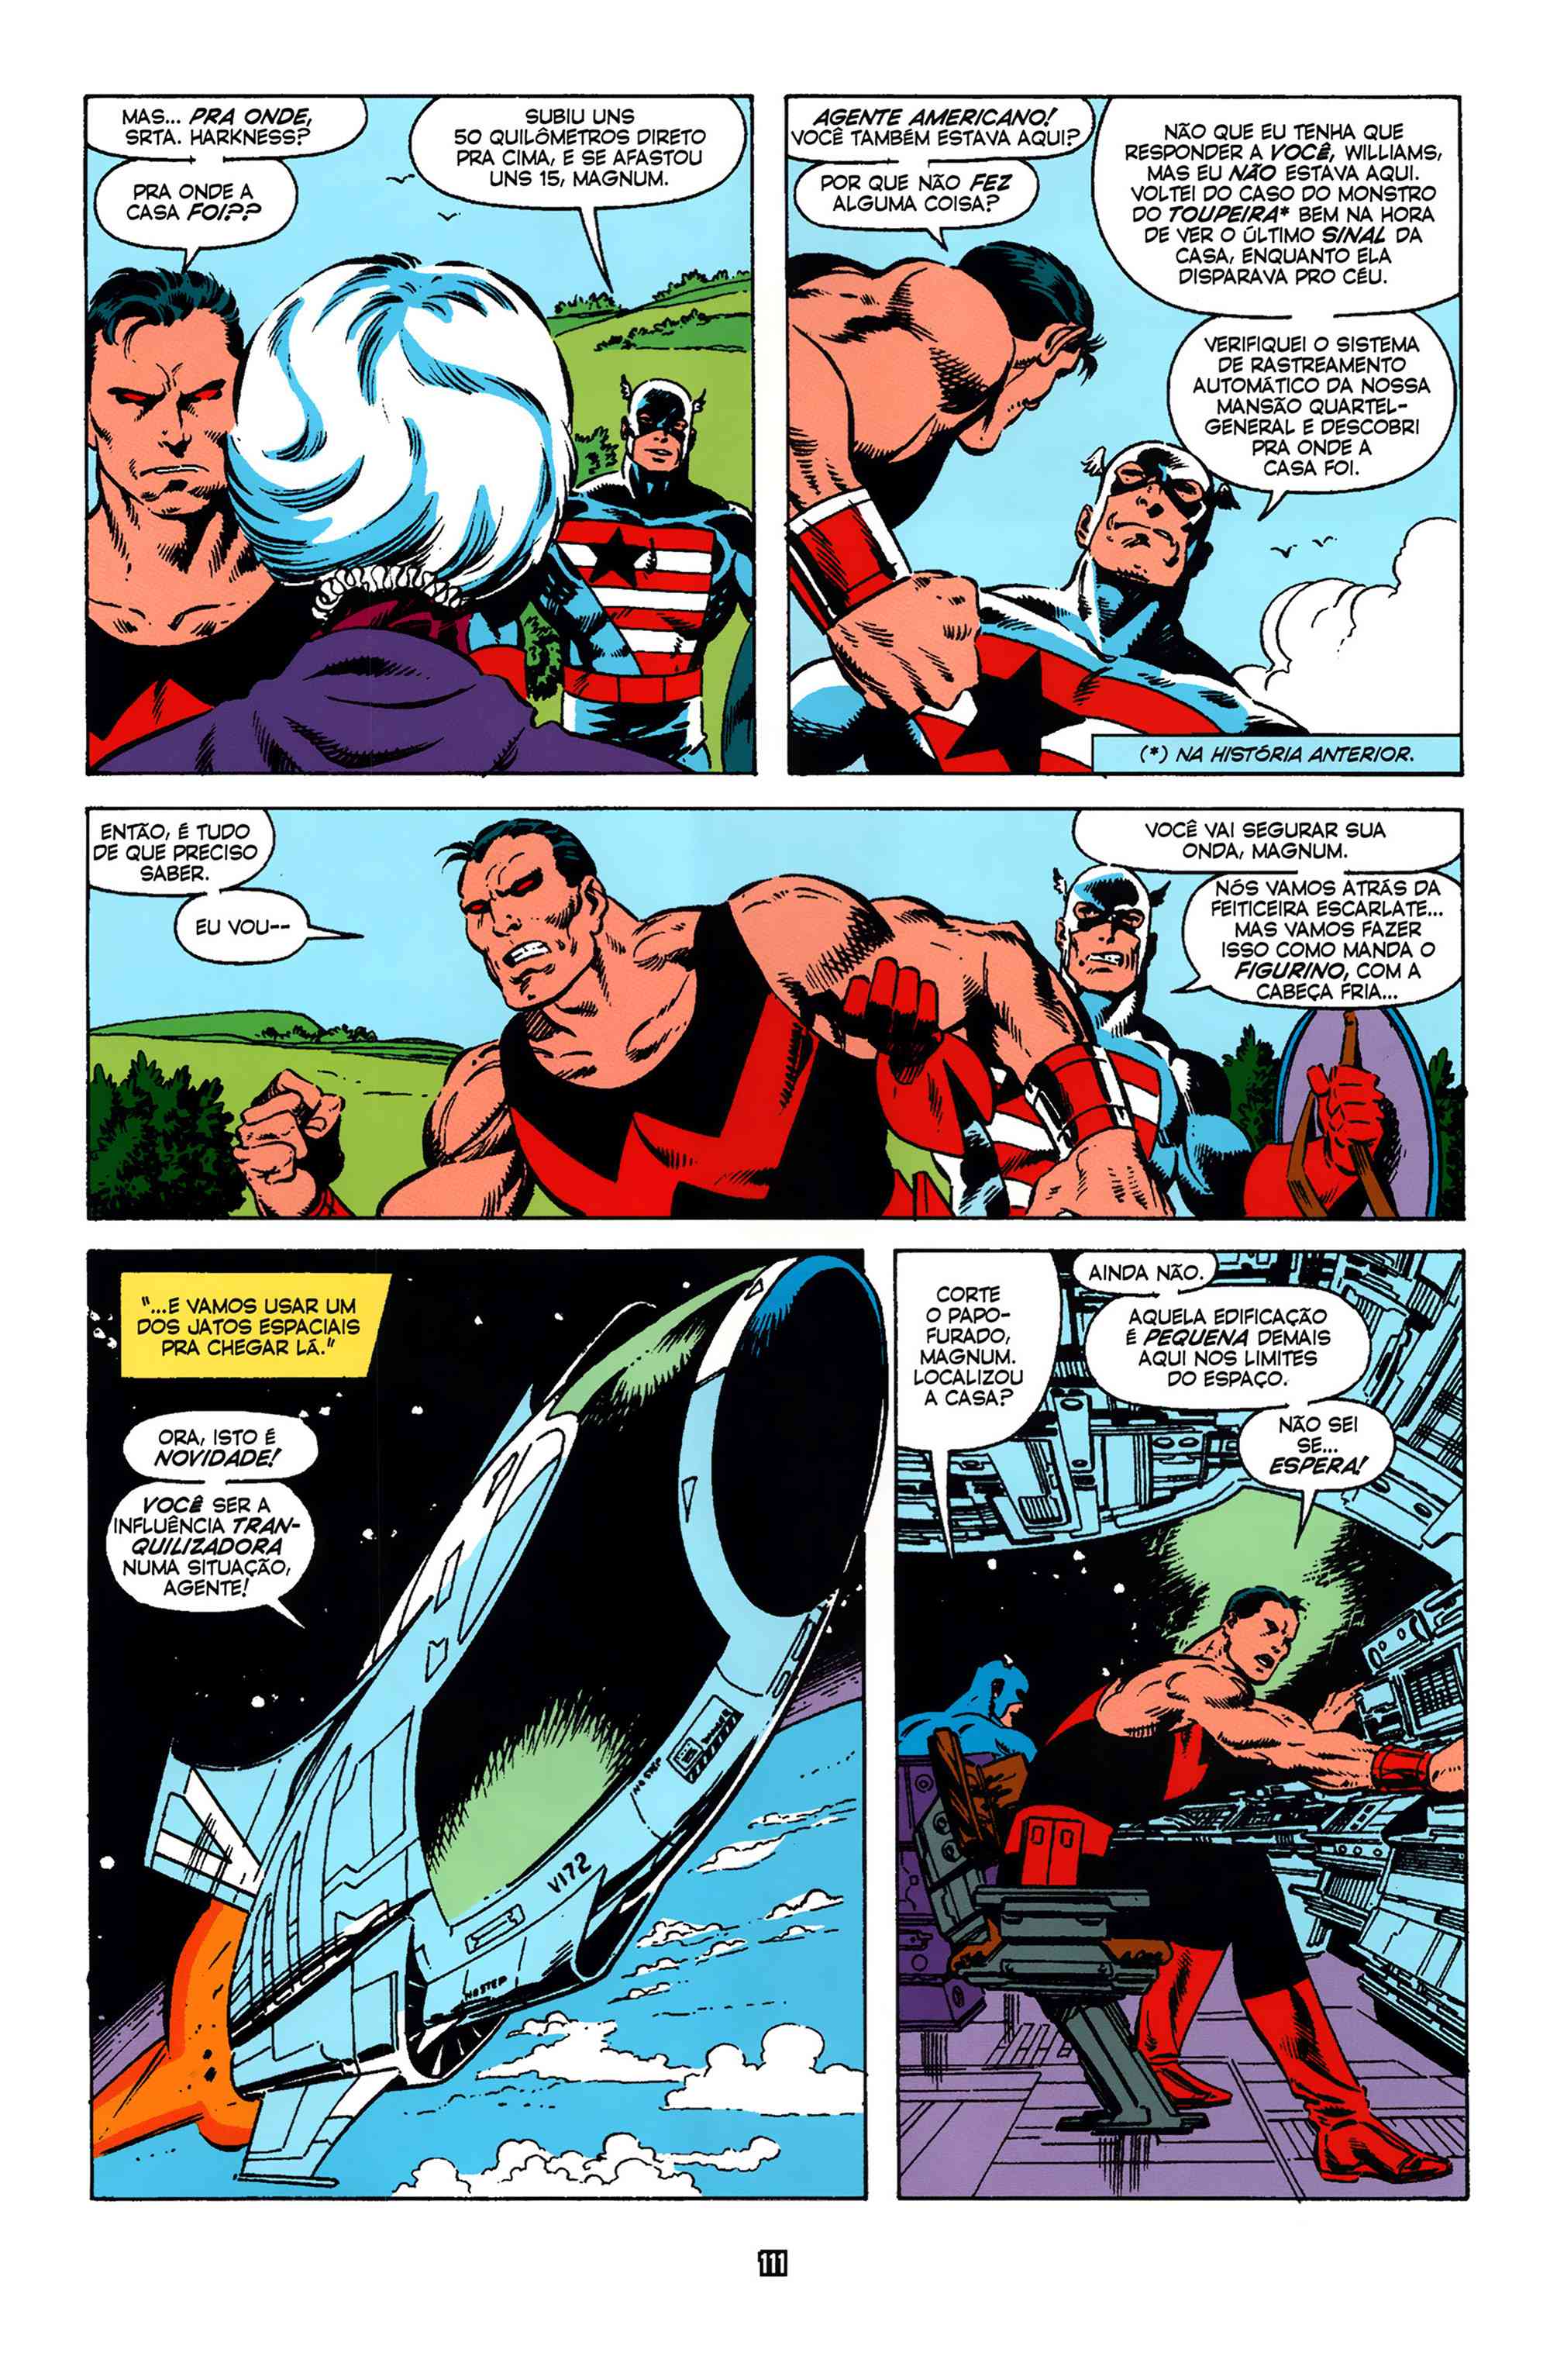 MAS... PRA ONDE,
SRTA. HARKNESS?
PRA ONDE A
CASA FOI??
SUBIU UNS
50 QUILÔMETROS DIRETO
PRA CIMA, E SE AFASTOU
UNS 15, MAGNUM.
AGENTE AMERICANO!
VOCÊ TAMBÉM ESTAVA AQUI?
POR QUE NÃO FEZ
ALGUMA COISA?
NÃO QUE EU TENHA QUE
RESPONDER A VOCÊ, WILLIAMS,
MAS EU NÃO ESTAVA AQUI.
VOLTEI DO CASO DO MONSTRO
DO TOUPEIRA* BEM NA HORA
DE VER O ÚLTIMO SINAL DA
CASA, ENQUANTO ELA
DISPARAVA PRO CÉU.
VERIFIQUEI O SISTEMA
DE RASTREAMENTO
AUTOMÁTICO DA NOSSA
MANSÃO QUARTEL-
GENERAL E DESCOBRI
PRA ONDE A
CASA FOI.
(*) NA HISTÓRIA ANTERIOR.
ENTÃO, É TUDO
DE QUE PRECISO
SABER.
EU VOU--
VOCÊ VAI SEGURAR SUA
ONDA, MAGNUM.
NÓS VAMOS ATRÁS DA
FEITICEIRA ESCARLATE...
MAS VAMOS FAZER
ISSO COMO MANDA O
FIGURINO, COM A
CABEÇA FRIA...
"...E VAMOS USAR UM
DOS JATOS ESPACIAIS
PRA CHEGAR LÁ."
ORA, ISTO É
NOVIDADE!
VOCÊ SER A
INFLUÊNCIA TRAN-
QUILIZADORA
NUMA SITUAÇÃO,
AGENTE!
NO STEP
V172
NO STEP
CORTE
O PAPO-
FURADO,
MAGNUM.
LOCALIZOU
A CASA?
AINDA NÃO.
AQUELA EDIFICAÇÃO
É PEQUENA DEMAIS
AQUI NOS LIMITES
DO ESPAÇO.
NÃO SEI
SE...
ESPERA!
111